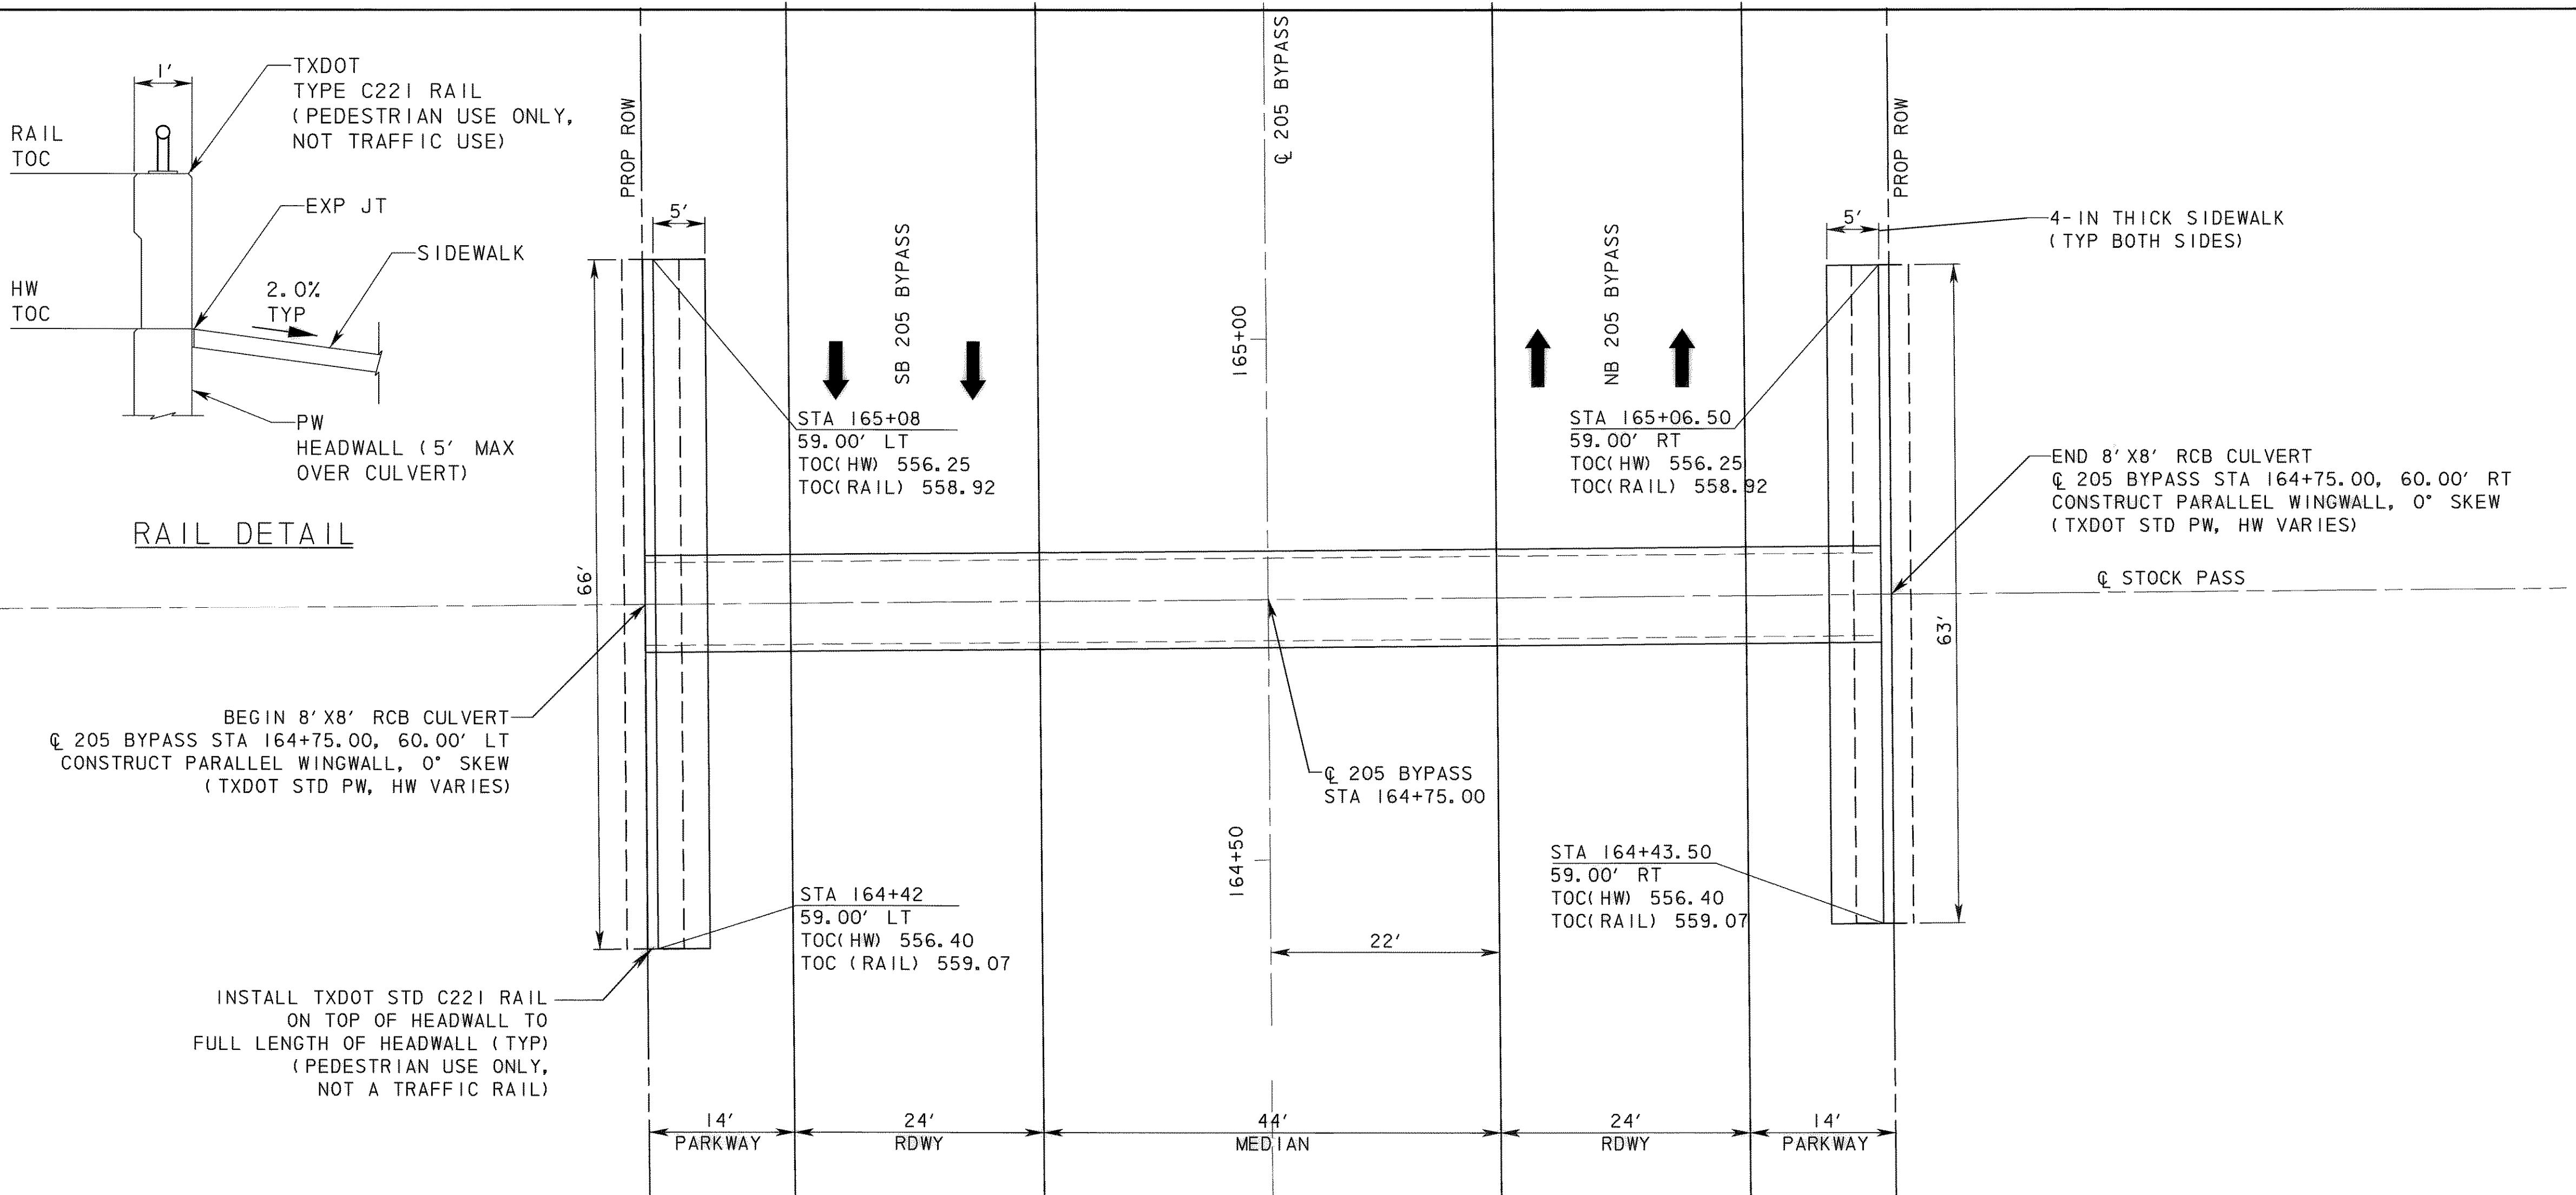 1'
TXDOT
TYPE C221 RAIL
(PEDESTRIAN USE ONLY,
NOT TRAFFIC USE)
RAIL
TOC
EXP JT
SIDEWALK
HW
TOC
2.0%
TYP
PW
HEADWALL (5' MAX
OVER CULVERT)
RAIL DETAIL
PROP ROW
5'
SB 205 BYPASS
℄ 205 BYPASS
165+00
NB 205 BYPASS
PROP ROW
5'
4-IN THICK SIDEWALK
(TYP BOTH SIDES)
STA 165+08
59.00' LT
TOC(HW) 556.25
TOC(RAIL) 558.92
STA 165+06.50
59.00' RT
TOC(HW) 556.25
TOC(RAIL) 558.92
END 8'X8' RCB CULVERT
℄ 205 BYPASS STA 164+75.00, 60.00' RT
CONSTRUCT PARALLEL WINGWALL, 0° SKEW
(TXDOT STD PW, HW VARIES)
66'
℄ STOCK PASS
63'
BEGIN 8'X8' RCB CULVERT
℄ 205 BYPASS STA 164+75.00, 60.00' LT
CONSTRUCT PARALLEL WINGWALL, 0° SKEW
(TXDOT STD PW, HW VARIES)
℄ 205 BYPASS
STA 164+75.00
164+50
STA 164+42
59.00' LT
TOC(HW) 556.40
TOC (RAIL) 559.07
STA 164+43.50
59.00' RT
TOC(HW) 556.40
TOC(RAIL) 559.07
22'
INSTALL TXDOT STD C221 RAIL
ON TOP OF HEADWALL TO
FULL LENGTH OF HEADWALL (TYP)
(PEDESTRIAN USE ONLY,
NOT A TRAFFIC RAIL)
14'
PARKWAY
24'
RDWY
44'
MEDIAN
24'
RDWY
14'
PARKWAY